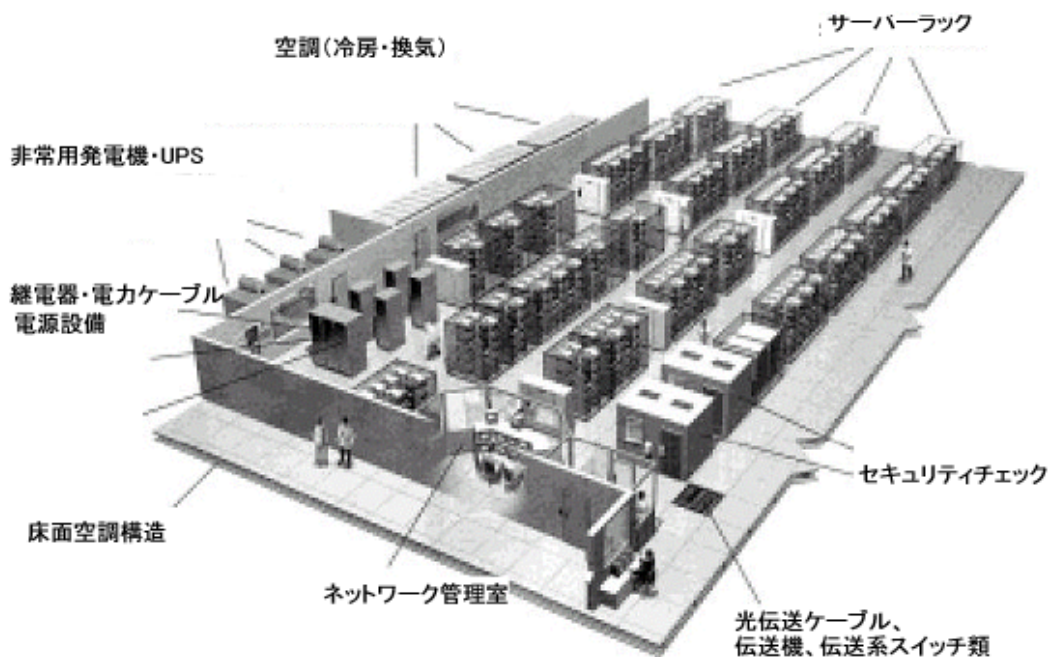 サーバーラック
空調(冷房・換気)
非常用発電機・UPS
継電器・電力ケーブル
電源設備
セキュリティチェック
床面空調構造
ネットワーク管理室
光伝送ケーブル、
伝送機、伝送系スイッチ類